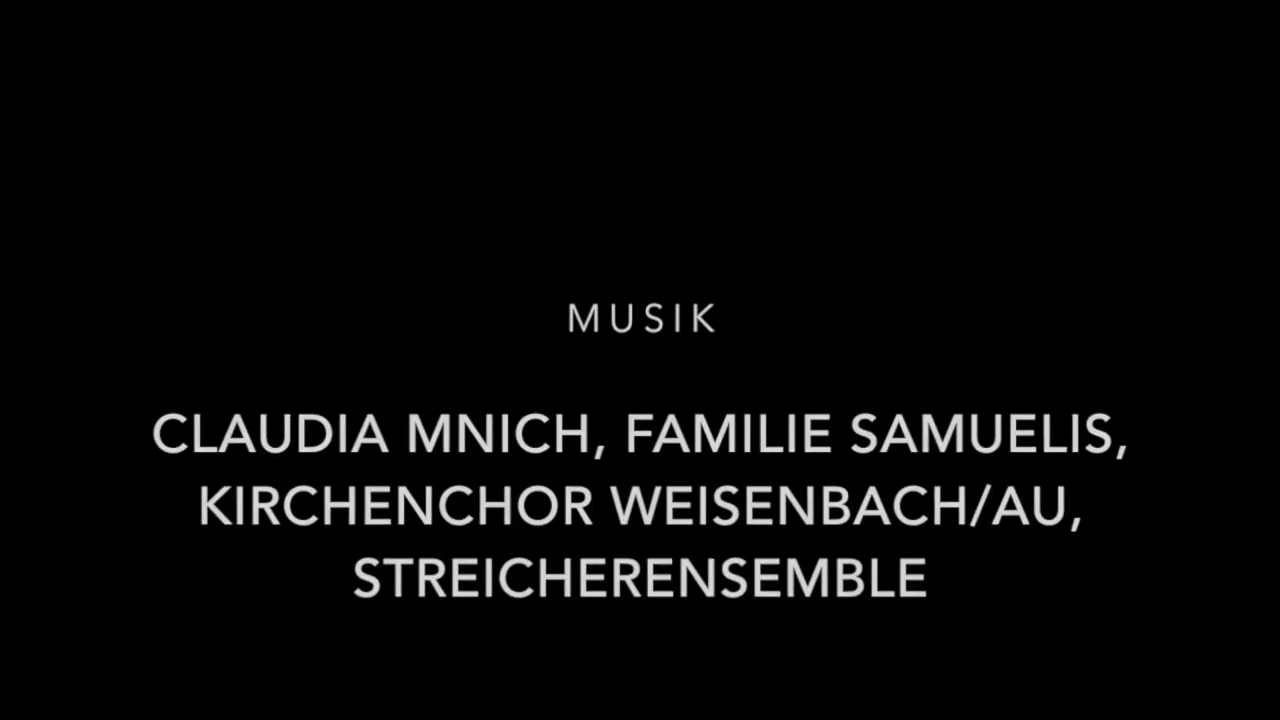 MUSIK
CLAUDIA MNICH, FAMILIE SAMUELIS,
KIRCHENCHOR WEISENBACH/AU,
STREICHERENSEMBLE